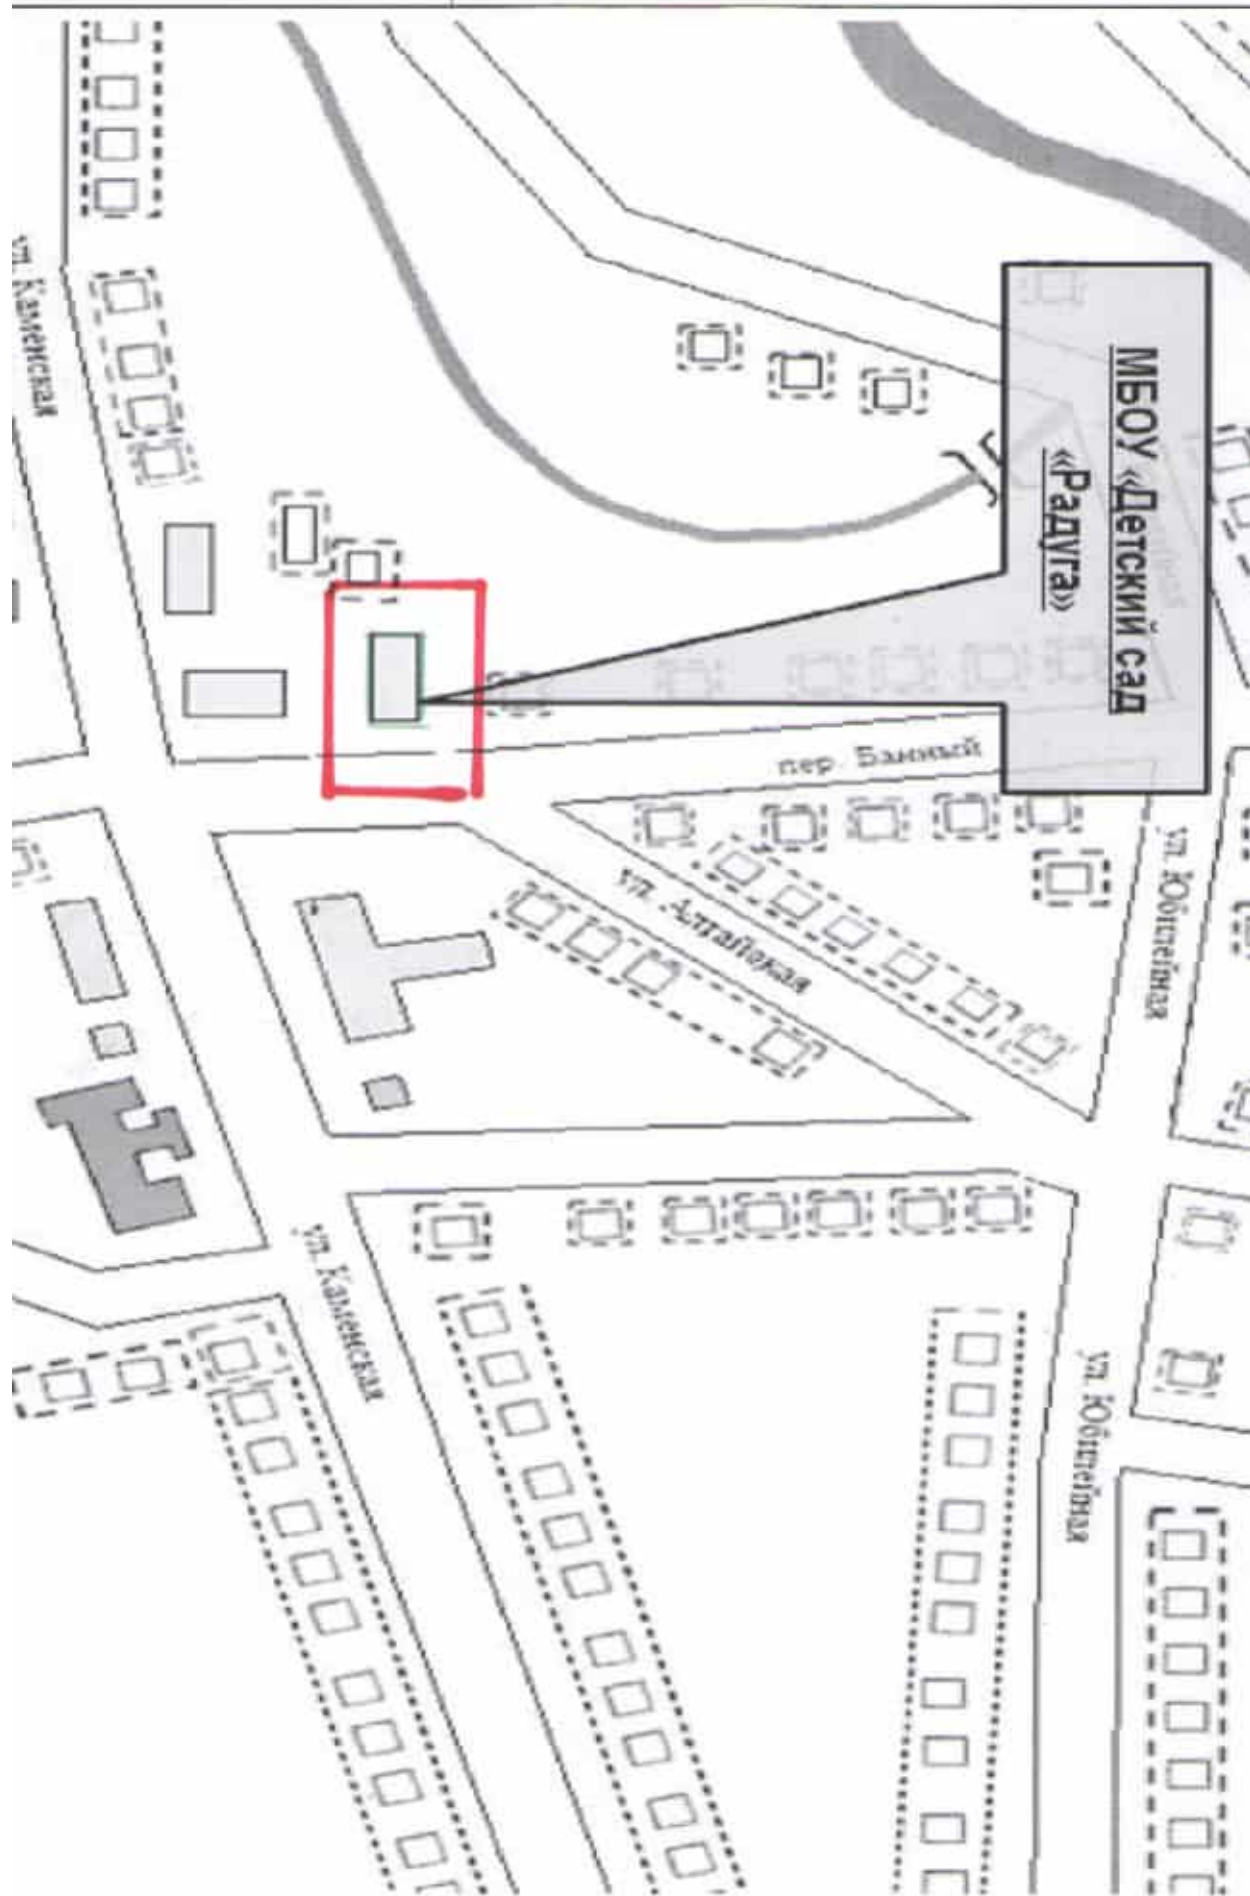 МБОУ «Детский сад
«Радуга»
ул. Каменская
пер. Банный
ул. Юбилейная
ул. Алтайская
ул. Каменская
ул. Юбилейная